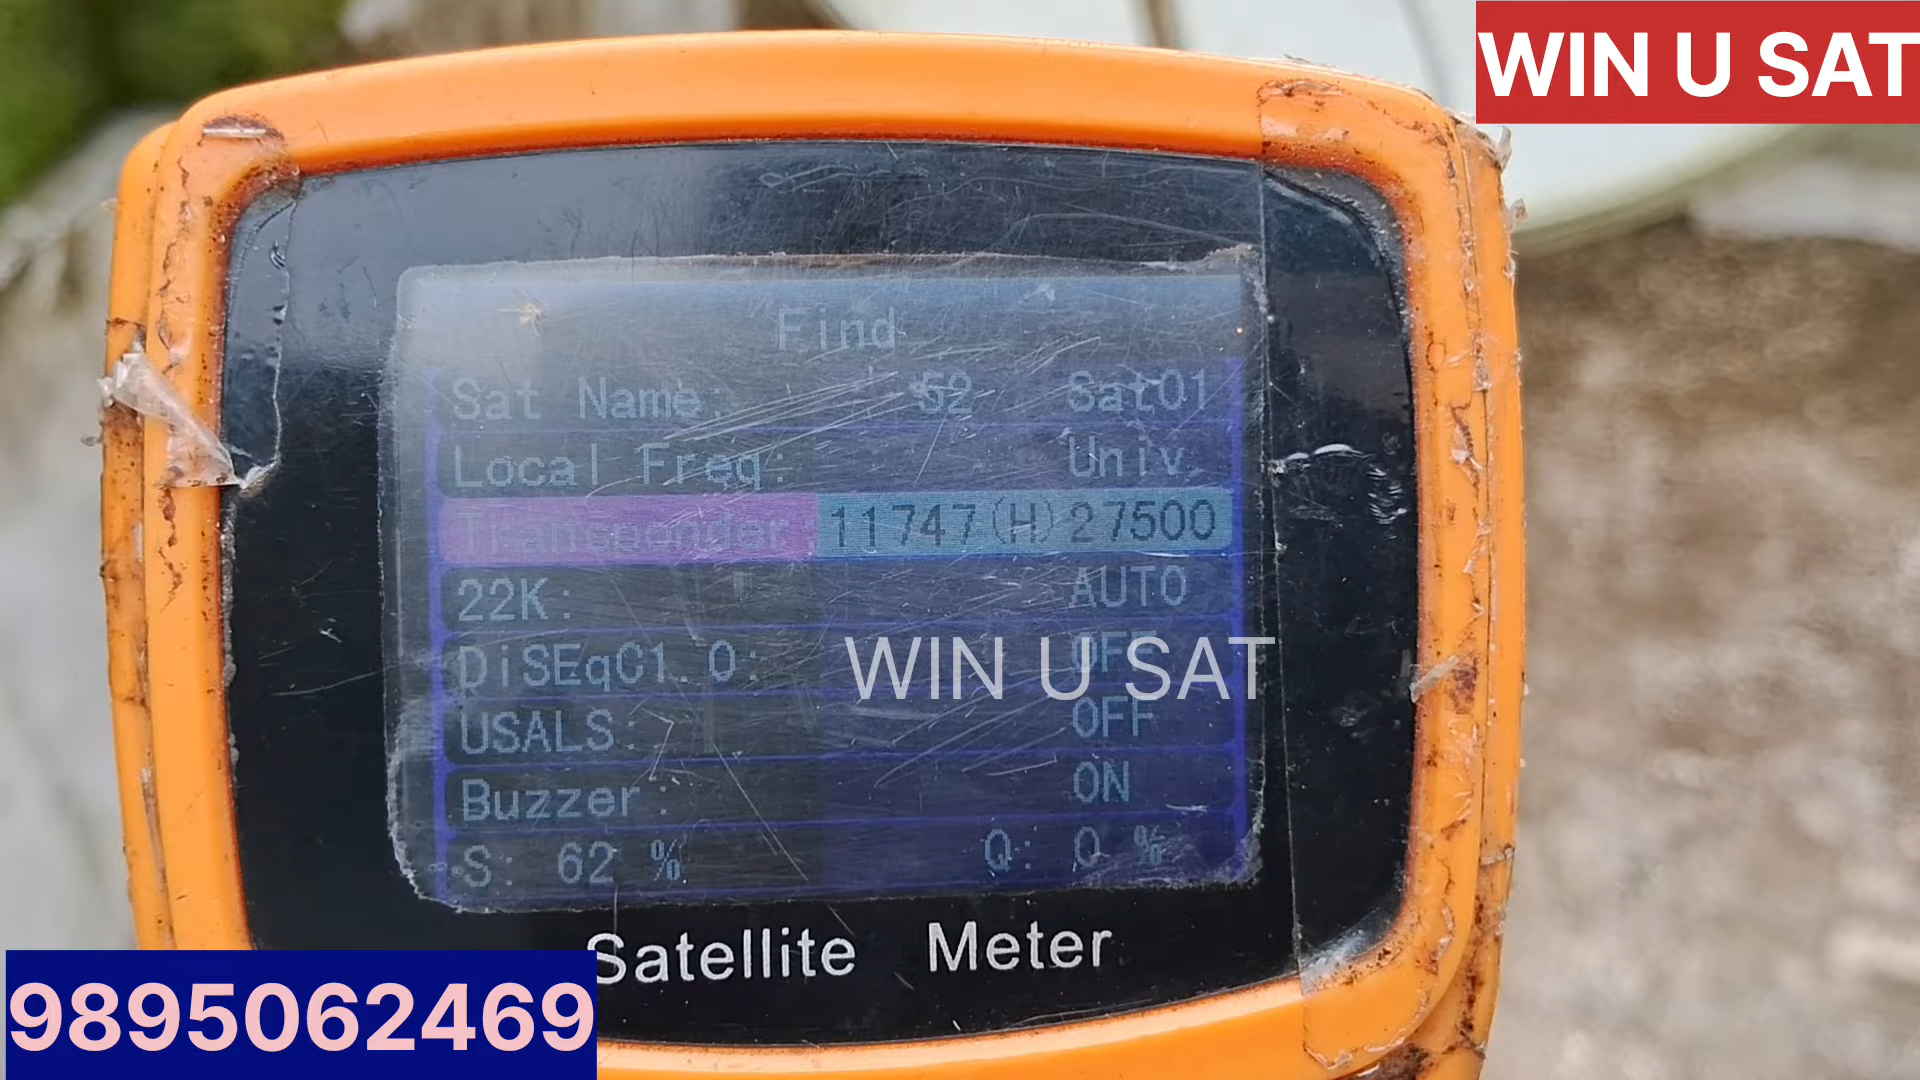 WIN U SAT
Find
Sat Name: 52 Sat01
Local Freq: Univ
Transponder 11747(H)27500
22K: AUTO
DiSEqC1.0: OFF
WIN U SAT
USALS: OFF
Buzzer: ON
S: 62 % Q: 0 %
Satellite Meter
9895062469